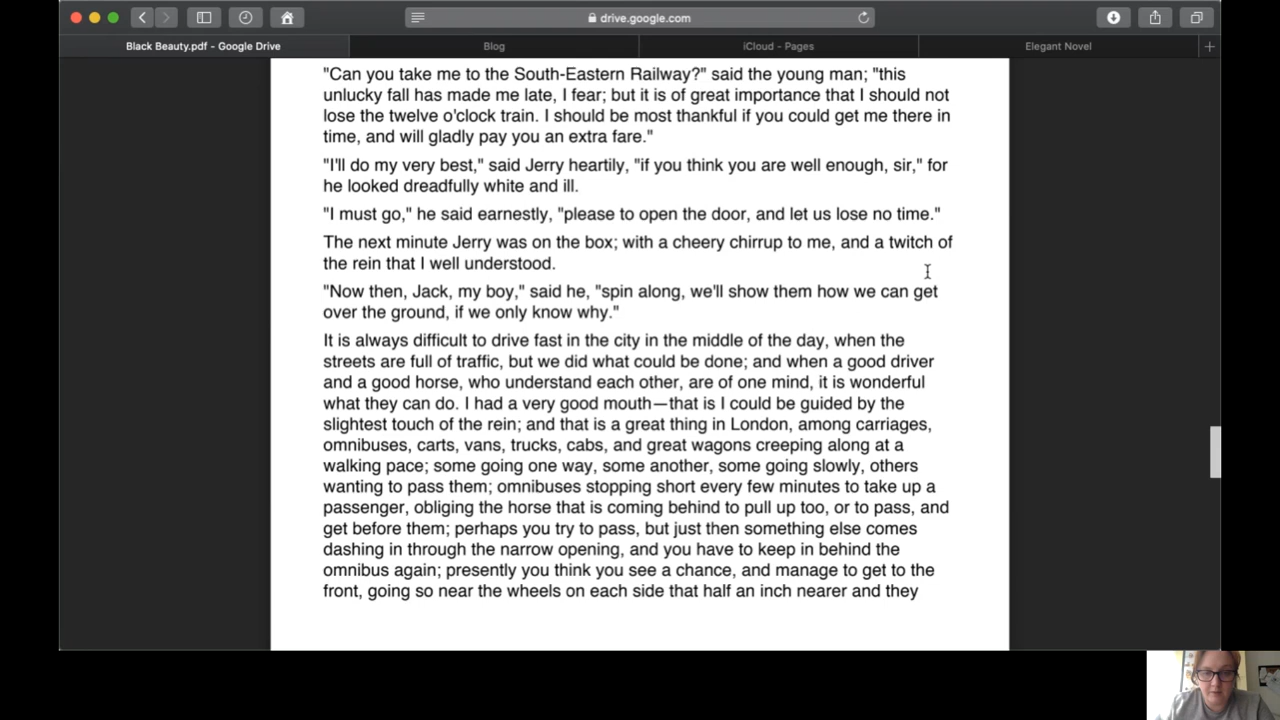 drive.google.com
Black Beauty.pdf - Google Drive
Blog
iCloud - Pages
Elegant Novel
"Can you take me to the South-Eastern Railway?" said the young man; "this
unlucky fall has made me late, I fear; but it is of great importance that I should not
lose the twelve o'clock train. I should be most thankful if you could get me there in
time, and will gladly pay you an extra fare."
"I'll do my very best," said Jerry heartily, "if you think you are well enough, sir," for
he looked dreadfully white and ill.
"I must go," he said earnestly, "please to open the door, and let us lose no time."
The next minute Jerry was on the box; with a cheery chirrup to me, and a twitch of
the rein that I well understood.
"Now then, Jack, my boy," said he, "spin along, we'll show them how we can get
over the ground, if we only know why."
It is always difficult to drive fast in the city in the middle of the day, when the
streets are full of traffic, but we did what could be done; and when a good driver
and a good horse, who understand each other, are of one mind, it is wonderful
what they can do. I had a very good mouth—that is I could be guided by the
slightest touch of the rein; and that is a great thing in London, among carriages,
omnibuses, carts, vans, trucks, cabs, and great wagons creeping along at a
walking pace; some going one way, some another, some going slowly, others
wanting to pass them; omnibuses stopping short every few minutes to take up a
passenger, obliging the horse that is coming behind to pull up too, or to pass, and
get before them; perhaps you try to pass, but just then something else comes
dashing in through the narrow opening, and you have to keep in behind the
omnibus again; presently you think you see a chance, and manage to get to the
front, going so near the wheels on each side that half an inch nearer and they